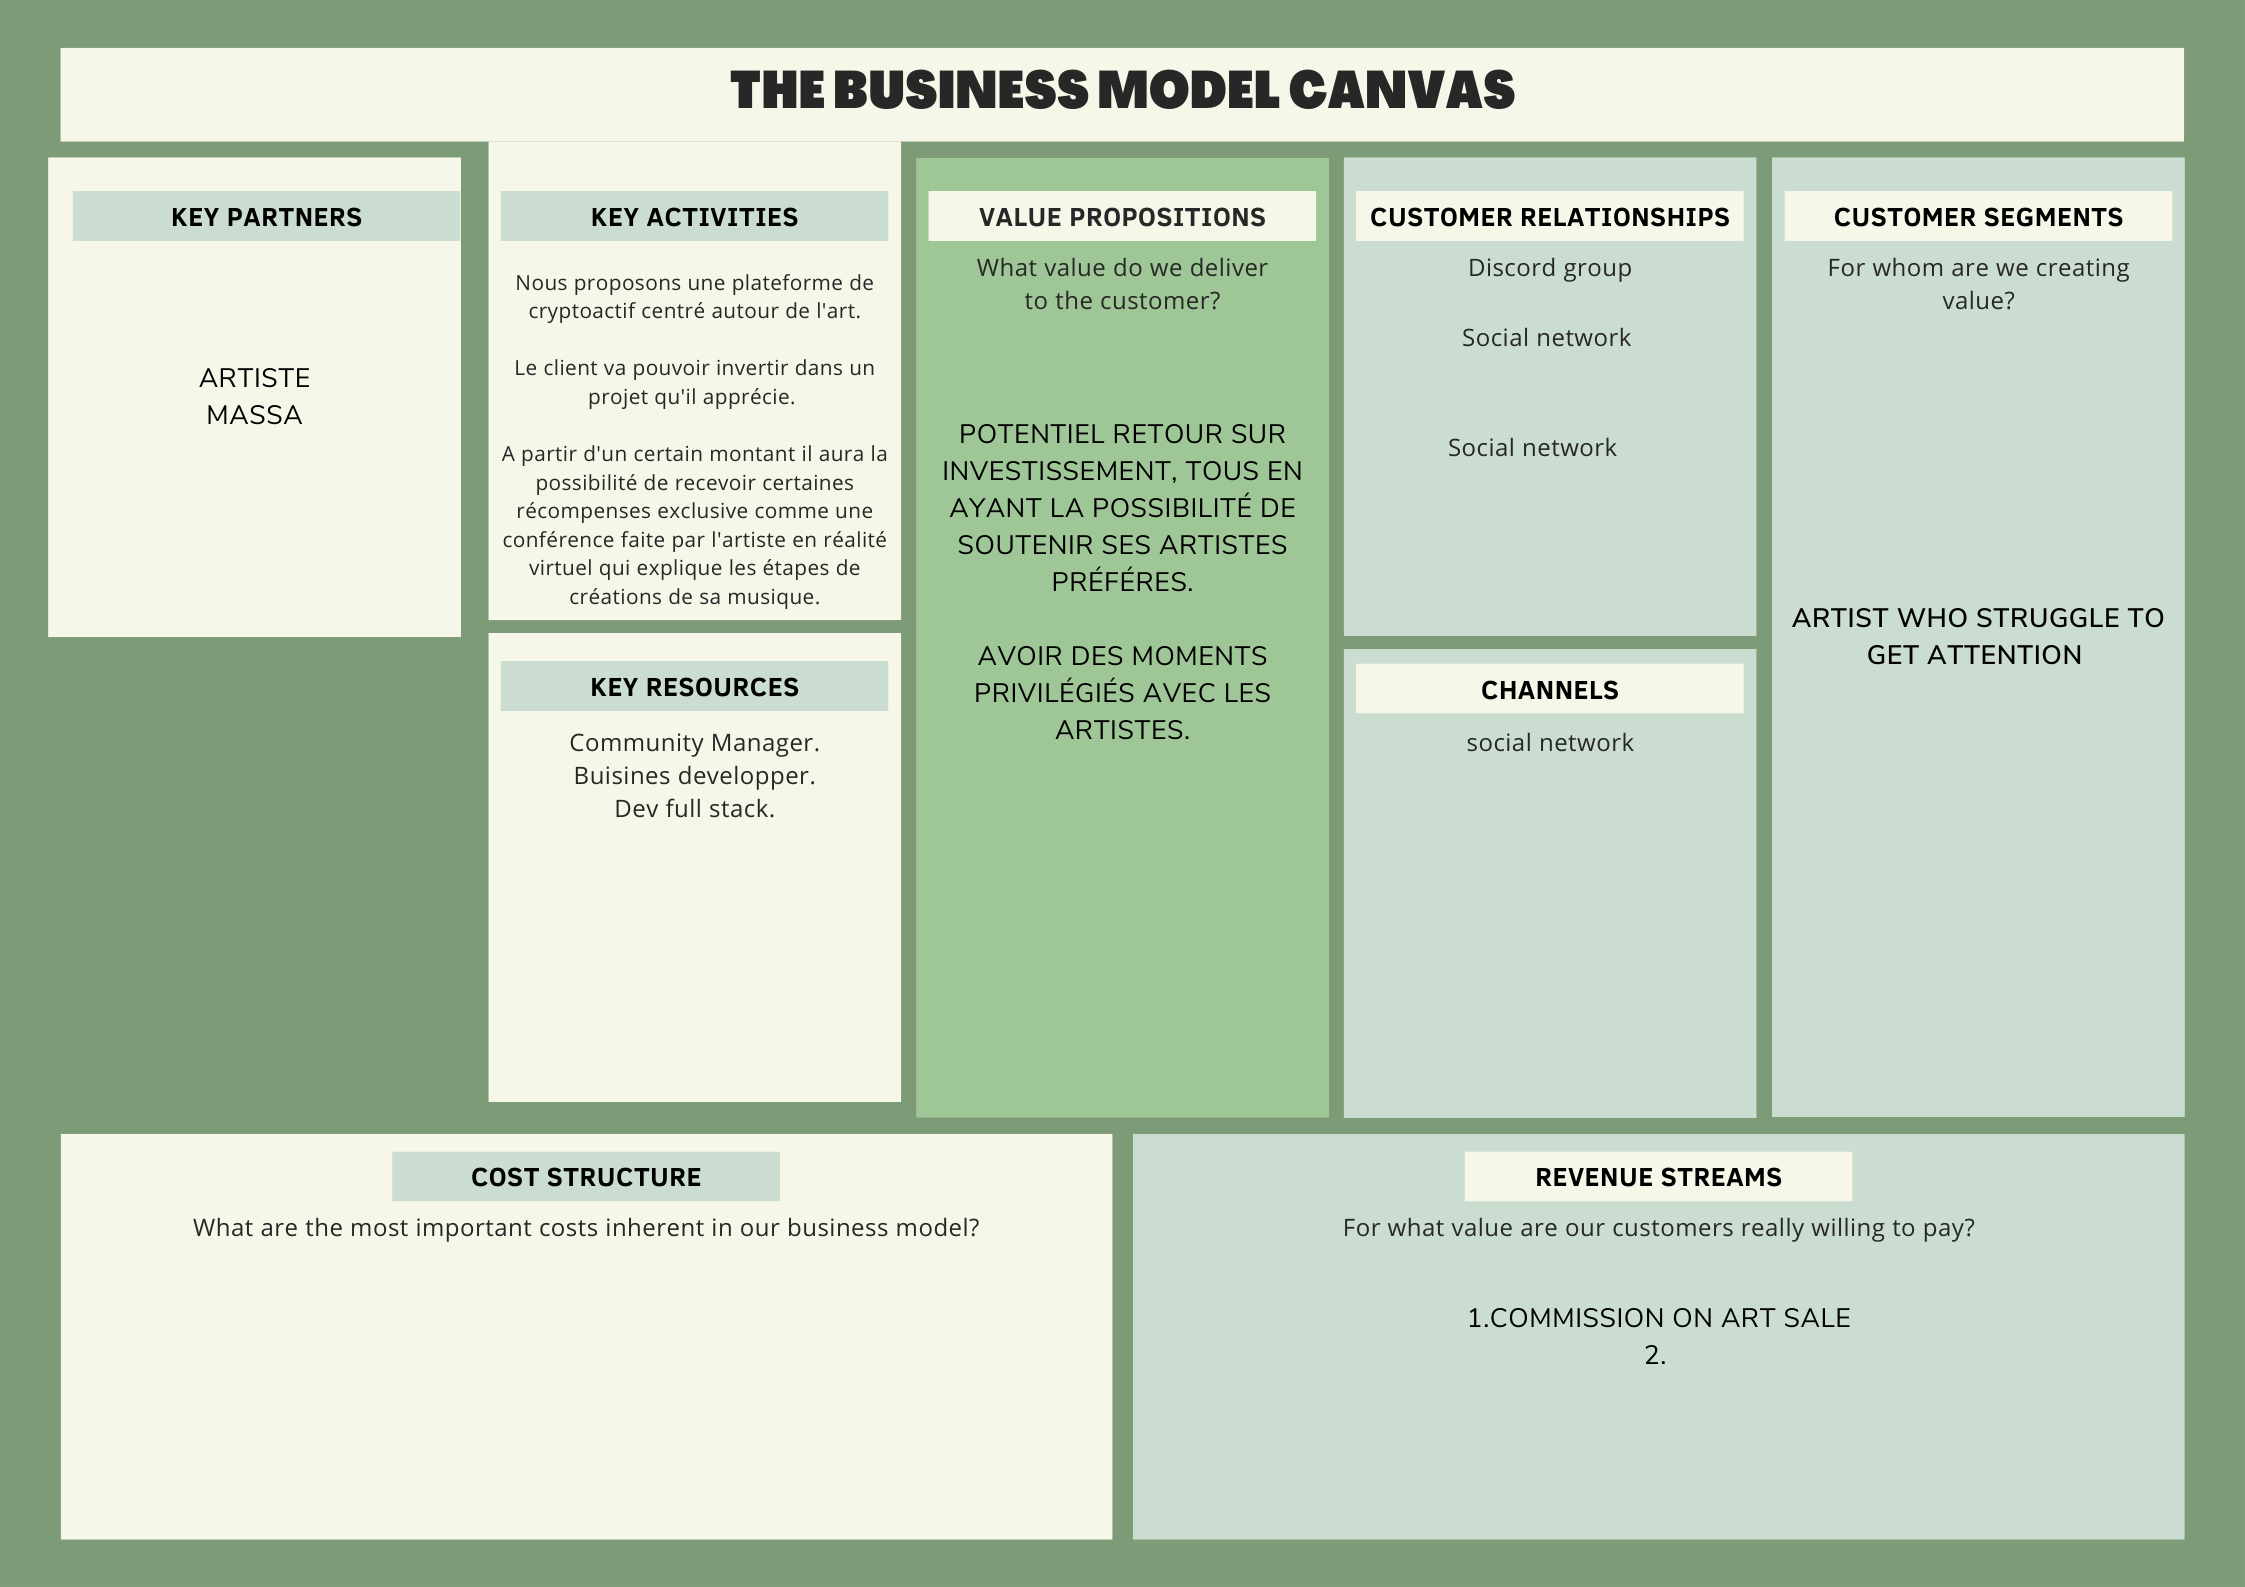 THE BUSINESS MODEL CANVAS
KEY PARTNERS
ARTISTE
MASSA
KEY ACTIVITIES
Nous proposons une plateforme de
cryptoactif centré autour de l'art.
Le client va pouvoir invertir dans un
projet qu'il apprécie.
A partir d'un certain montant il aura la
possibilité de recevoir certaines
récompenses exclusive comme une
conférence faite par l'artiste en réalité
virtuel qui explique les étapes de
créations de sa musique.
KEY RESOURCES
Community Manager.
Buisines developper.
Dev full stack.
VALUE PROPOSITIONS
What value do we deliver
to the customer?
POTENTIEL RETOUR SUR
INVESTISSEMENT, TOUS EN
AYANT LA POSSIBILITÉ DE
SOUTENIR SES ARTISTES
PRÉFÉRES.
AVOIR DES MOMENTS
PRIVILÉGIÉS AVEC LES
ARTISTES.
CUSTOMER RELATIONSHIPS
Discord group
Social network
Social network
CHANNELS
social network
CUSTOMER SEGMENTS
For whom are we creating
value?
ARTIST WHO STRUGGLE TO
GET ATTENTION
COST STRUCTURE
What are the most important costs inherent in our business model?
REVENUE STREAMS
For what value are our customers really willing to pay?
1.COMMISSION ON ART SALE
2.